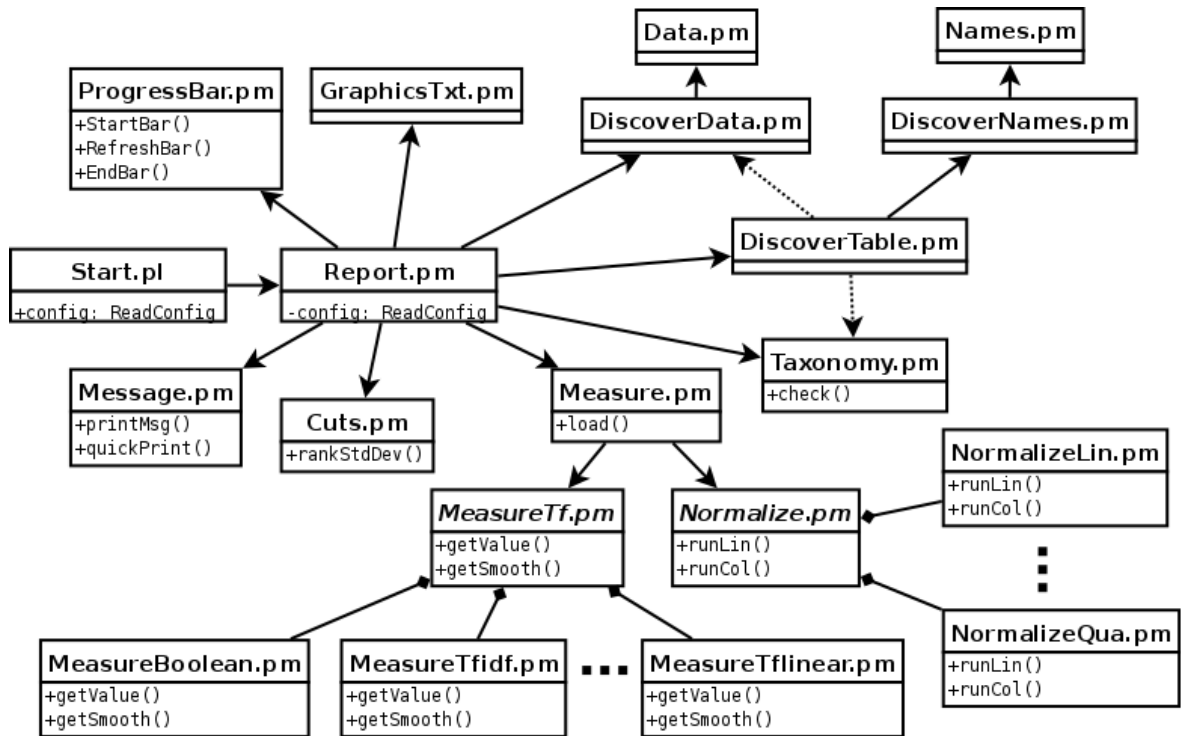 Data.pm
Names.pm
ProgressBar.pm
+StartBar()
+RefreshBar()
+EndBar()
GraphicsTxt.pm
DiscoverData.pm
DiscoverNames.pm
DiscoverTable.pm
Start.pl
+config: ReadConfig
Report.pm
-config: ReadConfig
Taxonomy.pm
+check()
Message.pm
+printMsg()
+quickPrint()
Cuts.pm
+rankStdDev()
Measure.pm
+load()
NormalizeLin.pm
+runLin()
+runCol()
MeasureTf.pm
+getValue()
+getSmooth()
Normalize.pm
+runLin()
+runCol()
NormalizeQua.pm
+runLin()
+runCol()
MeasureBoolean.pm
+getValue()
+getSmooth()
MeasureTfidf.pm
+getValue()
+getSmooth()
MeasureTflinear.pm
+getValue()
+getSmooth()